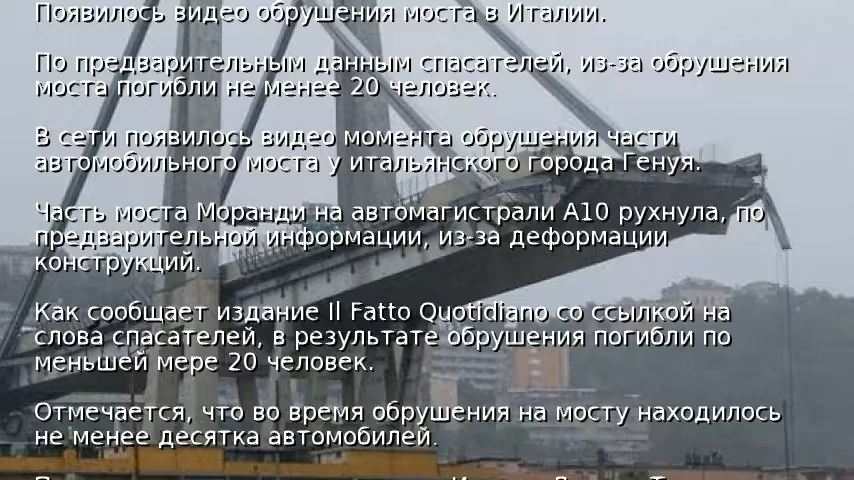 Появилось видео обрушения моста в Италии.
По предварительным данным спасателей, из-за обрушения
моста погибли не менее 20 человек.
В сети появилось видео момента обрушения части
автомобильного моста у итальянского города Генуя.
Часть моста Моранди на автомагистрали А10 рухнула, по
предварительной информации, из-за деформации
конструкций.
Как сообщает издание Il Fatto Quotidiano со ссылкой на
слова спасателей, в результате обрушения погибли по
меньшей мере 20 человек.
Отмечается, что во время обрушения на мосту находилось
не менее десятка автомобилей.